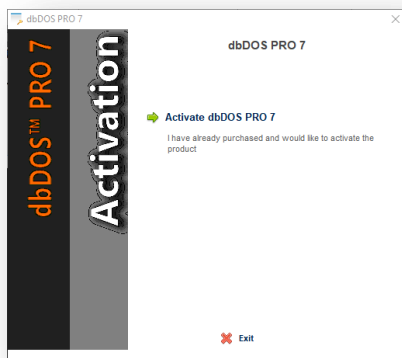 dbDOS PRO 7
dbDOS™ PRO 7
Activation
dbDOS PRO 7
Activate dbDOS PRO 7
I have already purchased and would like to activate the
product
Exit